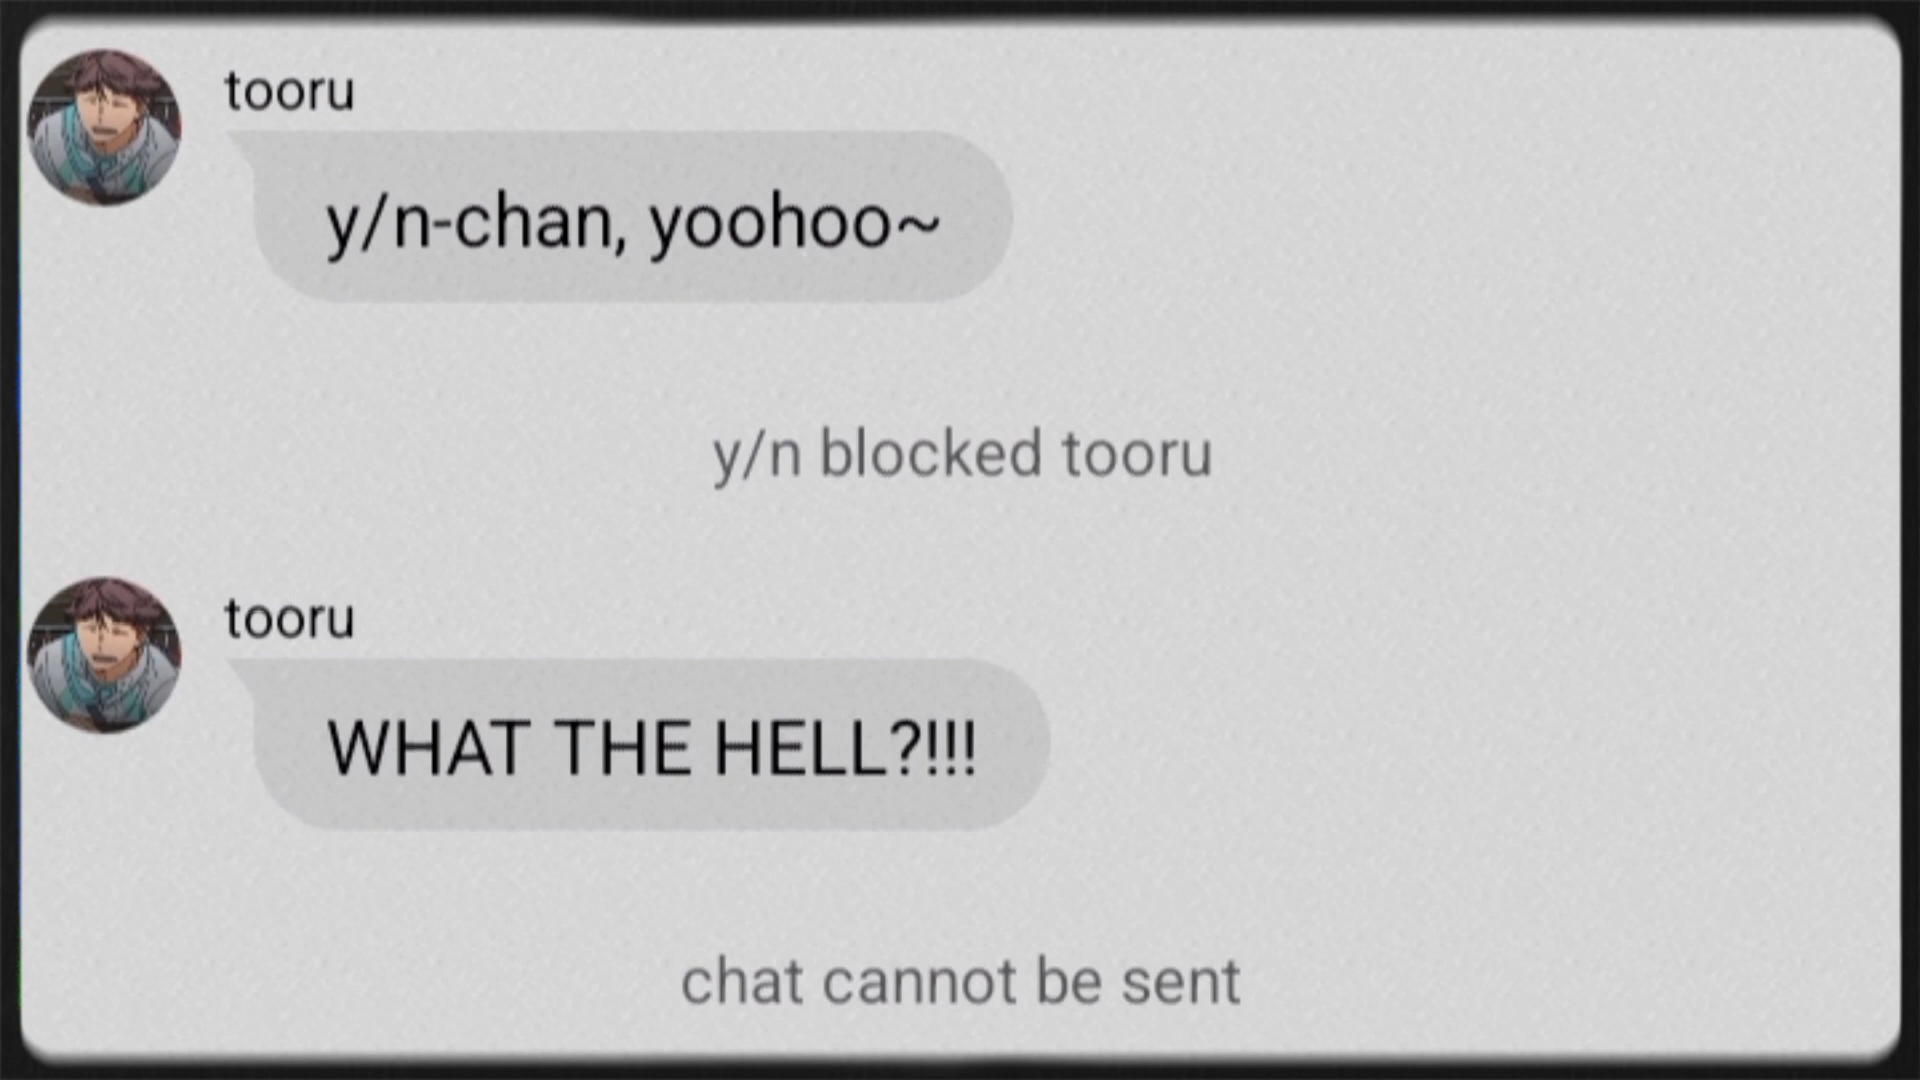 tooru
y/n-chan, yoohoo~
y/n blocked tooru
tooru
WHAT THE HELL?!!!
chat cannot be sent